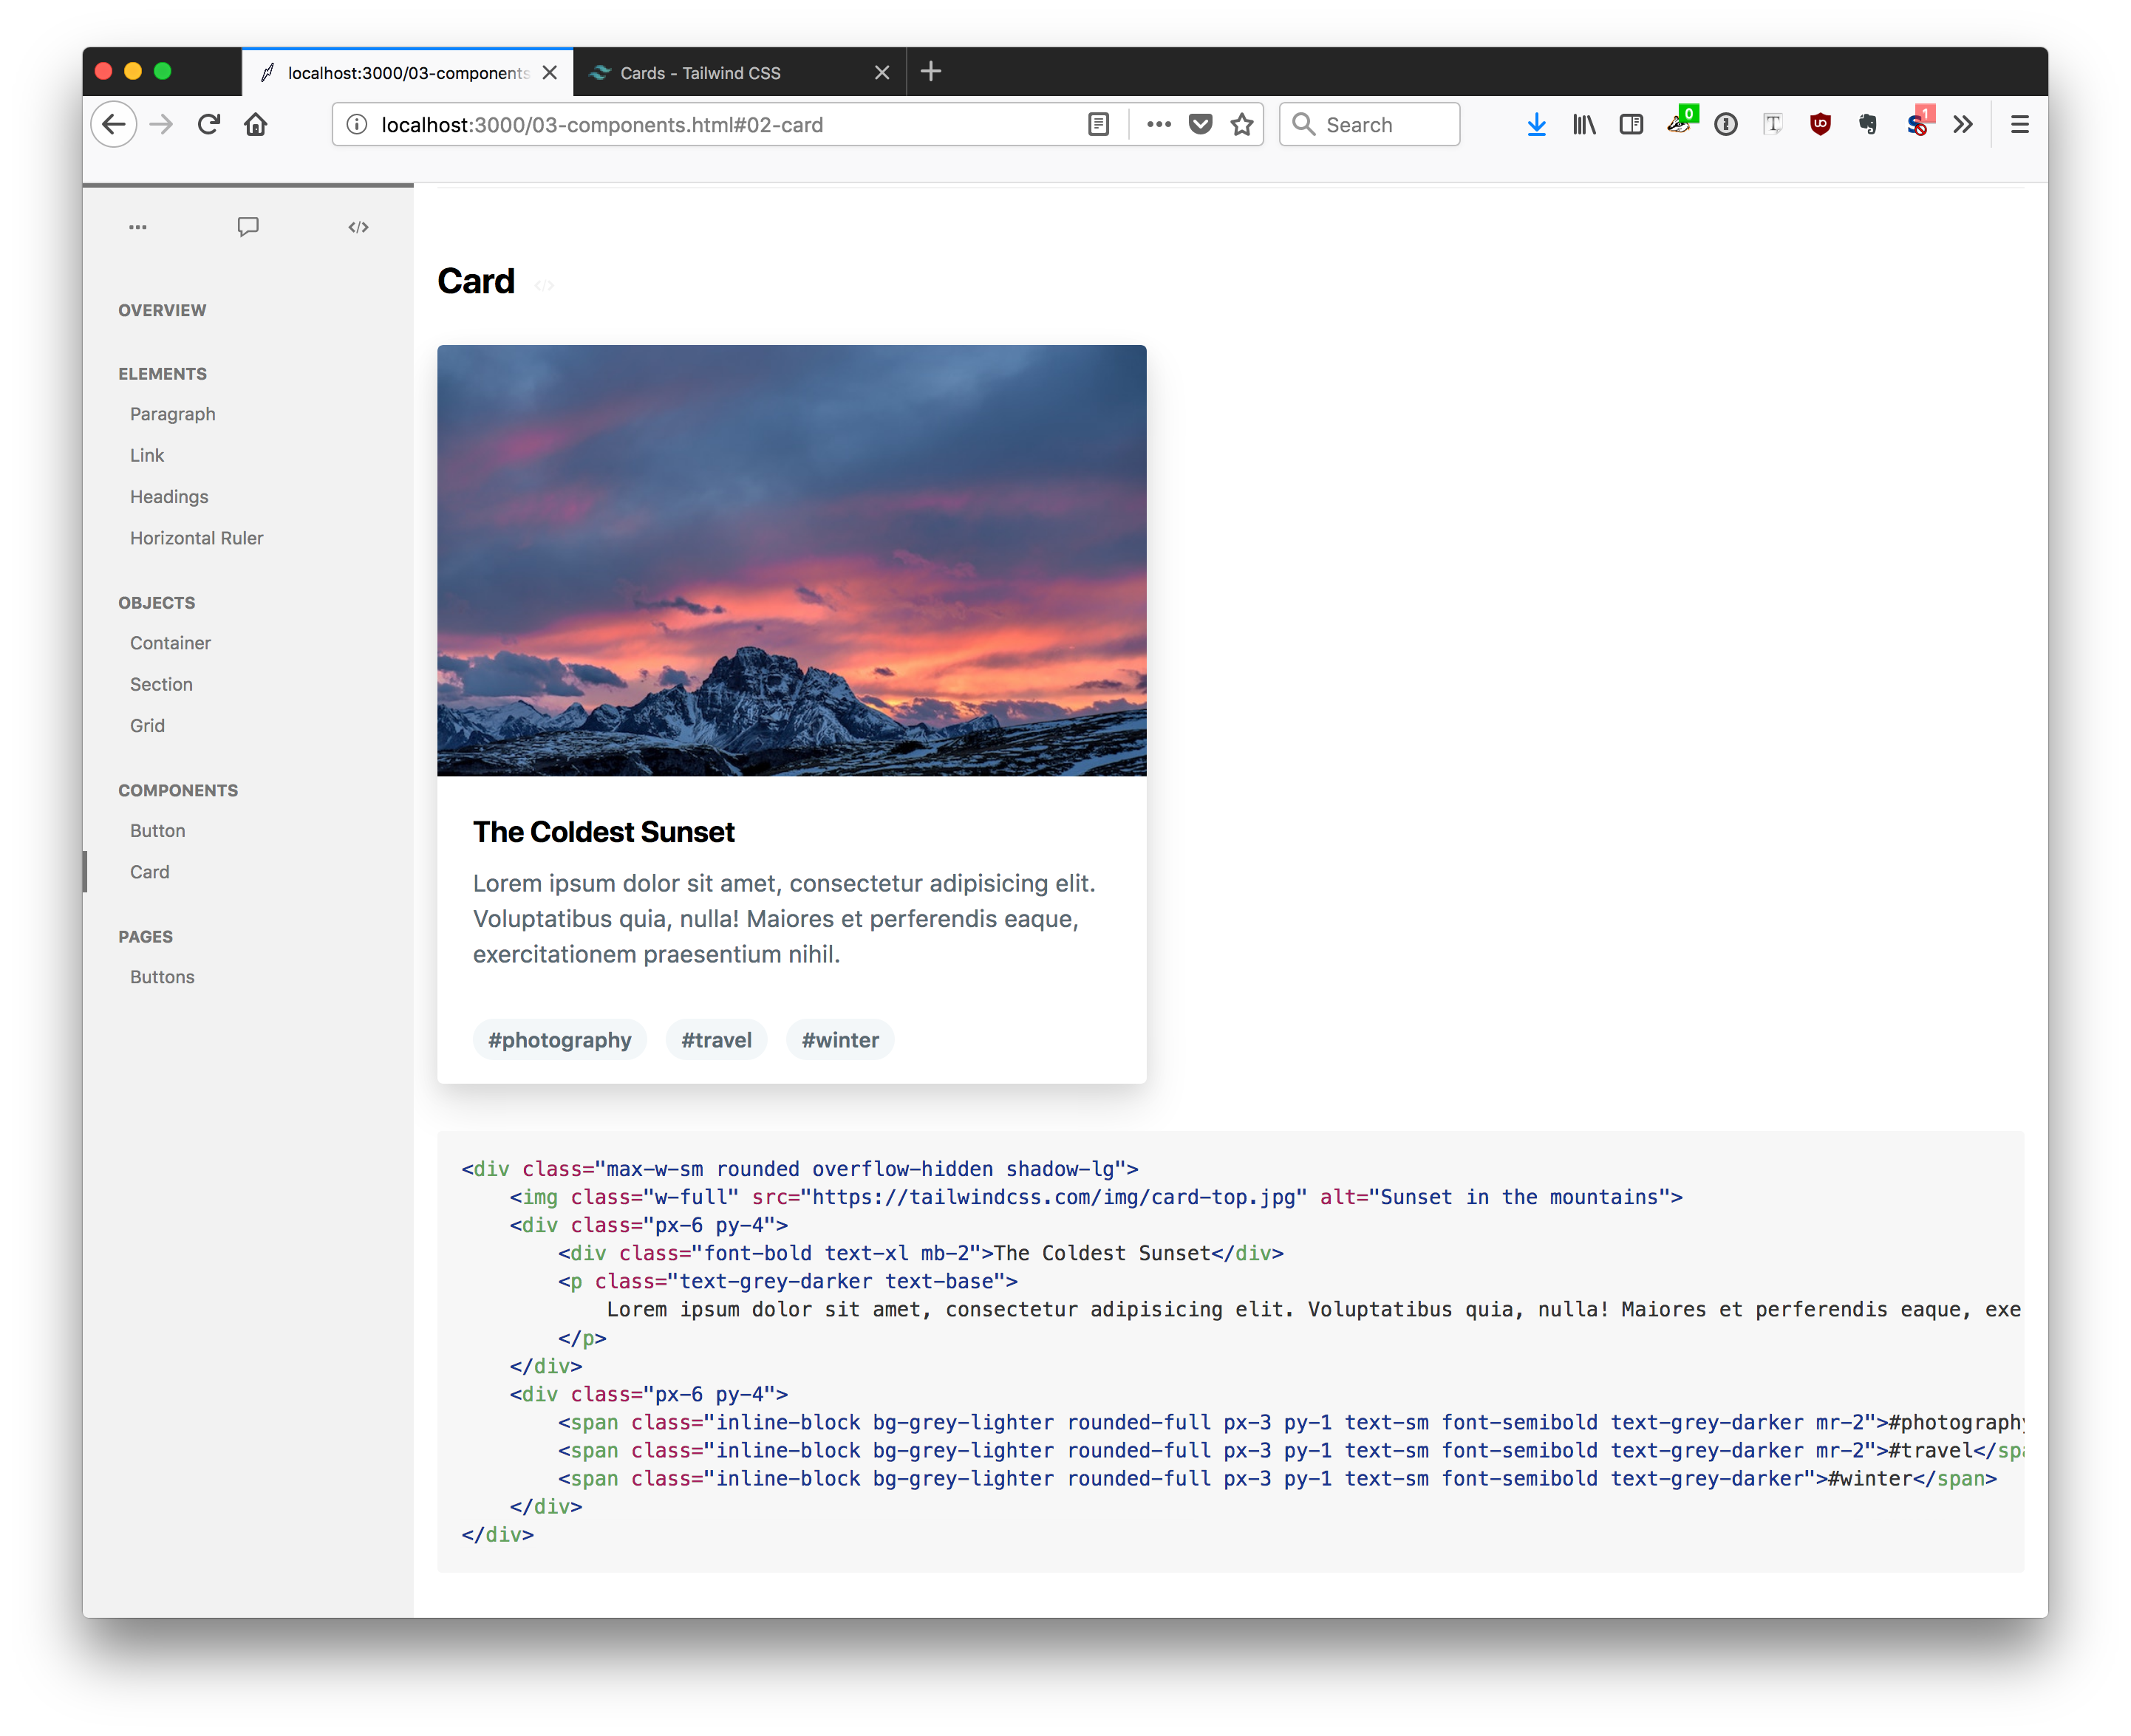 localhost:3000/03-components
Cards - Tailwind CSS
localhost:3000/03-components.html#02-card
Search
0
1
OVERVIEW
ELEMENTS
Paragraph
Link
Headings
Horizontal Ruler
OBJECTS
Container
Section
Grid
COMPONENTS
Button
Card
PAGES
Buttons
Card </>
The Coldest Sunset
Lorem ipsum dolor sit amet, consectetur adipisicing elit.
Voluptatibus quia, nulla! Maiores et perferendis eaque,
exercitationem praesentium nihil.
#photography #travel #winter
<div class="max-w-sm rounded overflow-hidden shadow-lg">
<img class="w-full" src="https://tailwindcss.com/img/card-top.jpg" alt="Sunset in the mountains">
<div class="px-6 py-4">
<div class="font-bold text-xl mb-2">The Coldest Sunset</div>
<p class="text-grey-darker text-base">
Lorem ipsum dolor sit amet, consectetur adipisicing elit. Voluptatibus quia, nulla! Maiores et perferendis eaque, exe
</p>
</div>
<div class="px-6 py-4">
<span class="inline-block bg-grey-lighter rounded-full px-3 py-1 text-sm font-semibold text-grey-darker mr-2">#photography
<span class="inline-block bg-grey-lighter rounded-full px-3 py-1 text-sm font-semibold text-grey-darker mr-2">#travel</spa
<span class="inline-block bg-grey-lighter rounded-full px-3 py-1 text-sm font-semibold text-grey-darker">#winter</span>
</div>
</div>